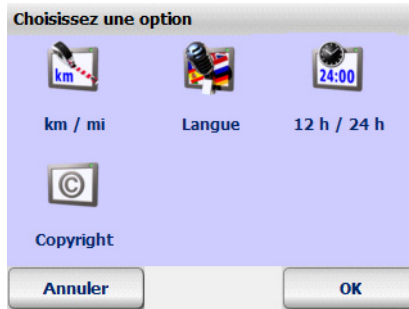 Choisissez une option
km
24:00
km / mi
Langue
12 h / 24 h
©
Copyright
Annuler
OK